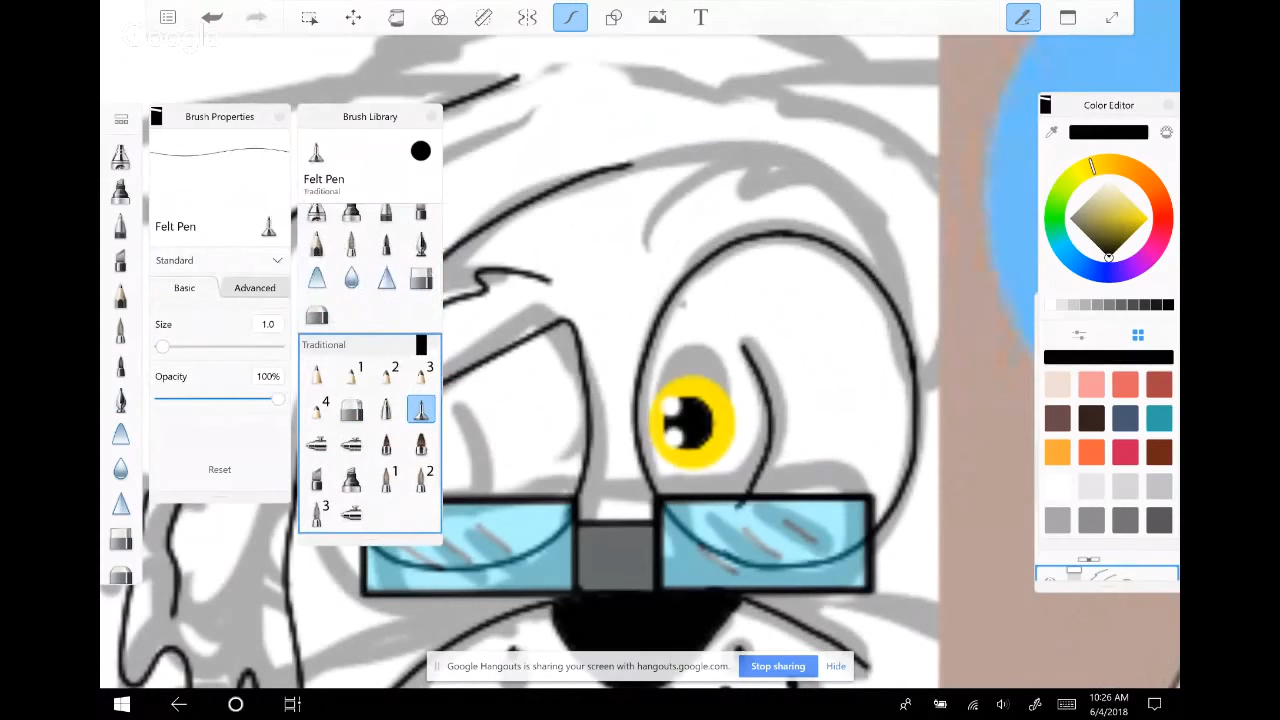 T
Google
Brush Properties
Brush Library
Color Editor
Felt Pen
Traditional
Felt Pen
Standard
Basic
Advanced
Size
1.0
Opacity
100%
Reset
Traditional
1
2
3
4
1
2
3
Google Hangouts is sharing your screen with hangouts.google.com.
Stop sharing
Hide
10:26 AM
6/4/2018